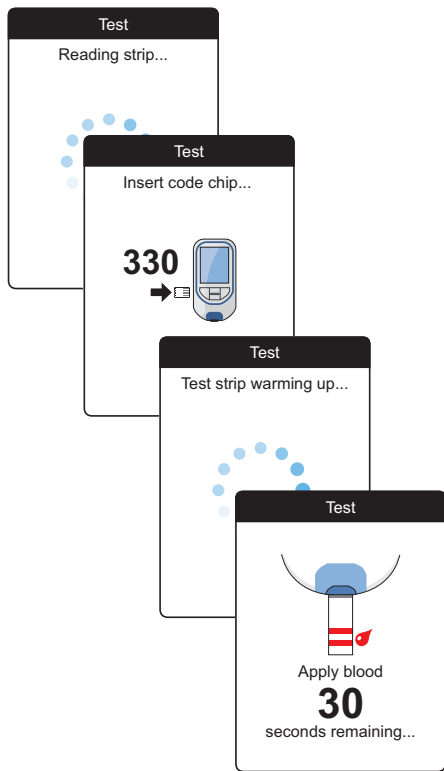 Test
Reading strip...
Test
Insert code chip...
330
Test
Test strip warming up...
Test
Apply blood
30
seconds remaining...